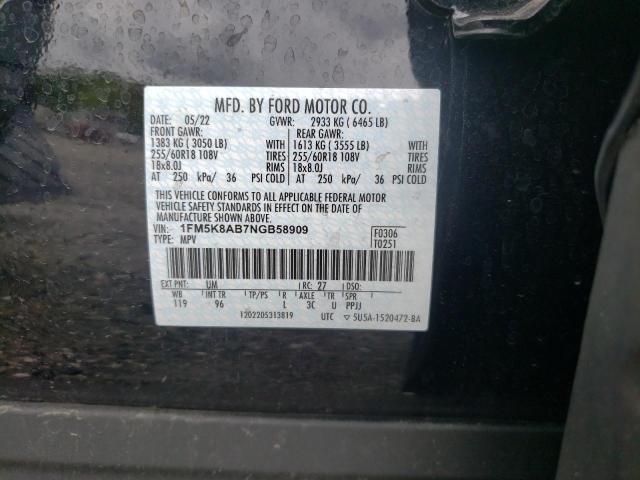 MFD. BY FORD MOTOR CO.
DATE: 05/22 GVWR: 2933 KG ( 6465 LB)
FRONT GAWR: REAR GAWR:
1383 KG ( 3050 LB) 1613 KG ( 3555 LB)
255/60R18 108V TIRES 255/60R18 108V TIRES
18x8.0J RIMS 18x8.0J RIMS
AT 250 kPa/ 36 PSI COLD AT 250 kPa/ 36 PSI COLD
THIS VEHICLE CONFORMS TO ALL APPLICABLE FEDERAL MOTOR
VEHICLE SAFETY STANDARDS IN EFFECT ON THE DATE OF
MANUFACTURE SHOWN ABOVE.
VIN: 1FM5K8AB7NGB58909 F0306
TYPE: MPV T0251
EXT PNT: UM RC: 27 DSO:
WB INT TR TP/PS R AXLE TR SPR
119 96 L 3C U PPJJ
1202205313819 UTC ▽ 5U5A-1520472-BA